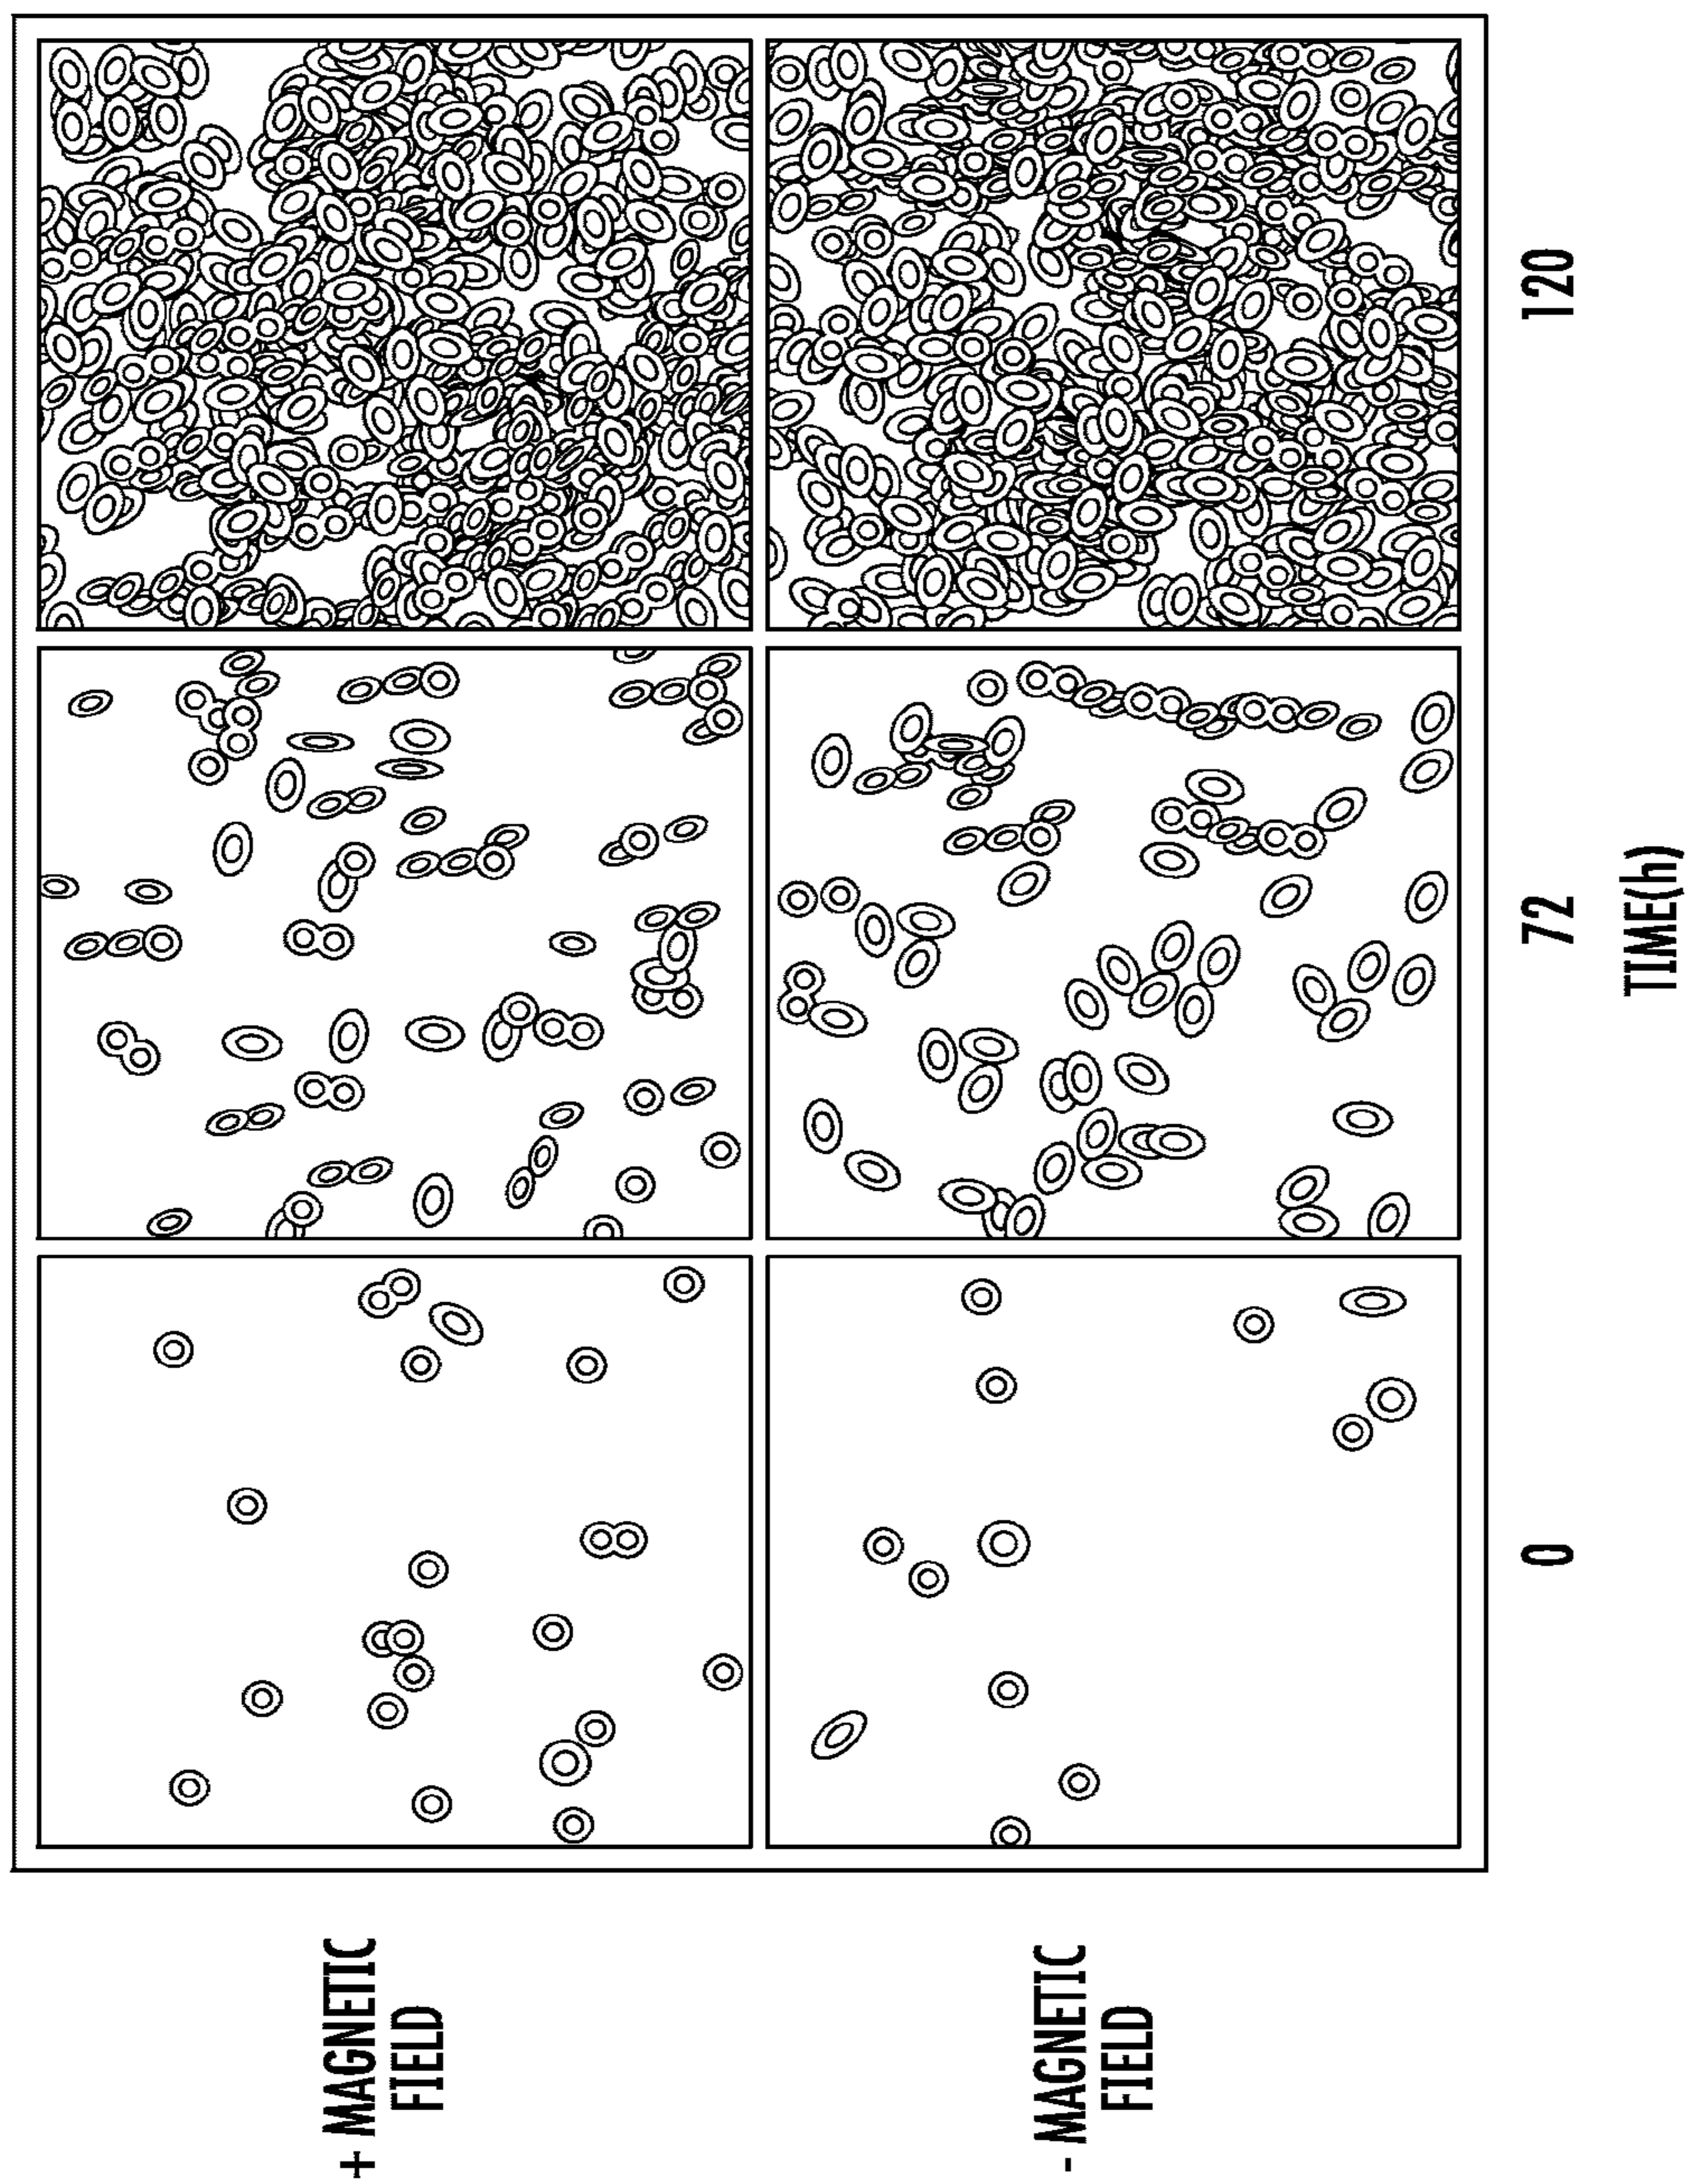 + MAGNETIC
FIELD
- MAGNETIC
FIELD
0
72
120
TIME(h)